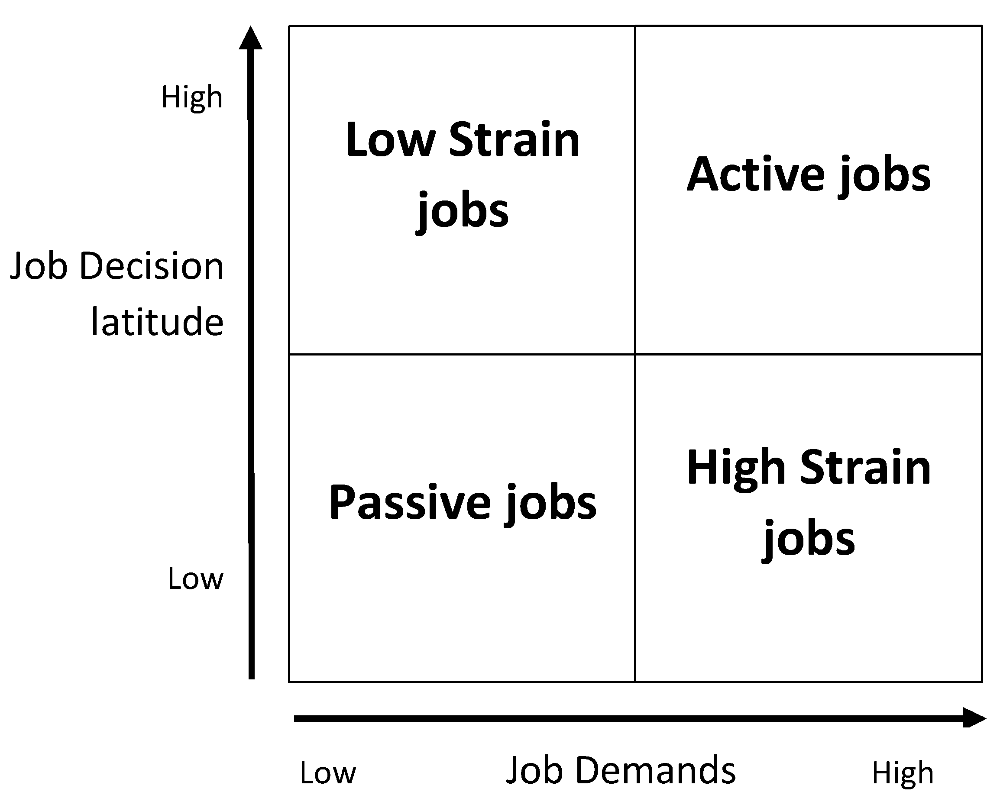 High
Low Strain
jobs
Active jobs
Job Decision
latitude
Passive jobs
High Strain
jobs
Low
Low
Job Demands
High